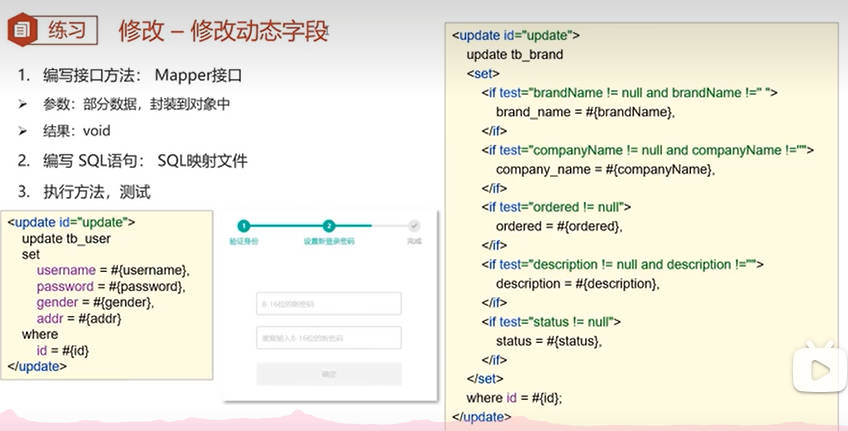 练习
修改 – 修改动态字段
1. 编写接口方法： Mapper接口
➢ 参数：部分数据，封装到对象中
➢ 结果：void
2. 编写 SQL语句： SQL映射文件
3. 执行方法，测试
<update id="update">
update tb_user
set
username = #{username},
password = #{password},
gender = #{gender},
addr = #{addr}
where
id = #{id}
</update>
1
2
验证身份
设置新登录密码
完成
8-16位的新密码
重复输入8-16位的新密码
确定
<update id="update">
update tb_brand
<set>
<if test="brandName != null and brandName !=" ">
brand_name = #{brandName},
</if>
<if test="companyName != null and companyName !="">
company_name = #{companyName},
</if>
<if test="ordered != null">
ordered = #{ordered},
</if>
<if test="description != null and description !="">
description = #{description},
</if>
<if test="status != null">
status = #{status},
</if>
</set>
where id = #{id};
</update>